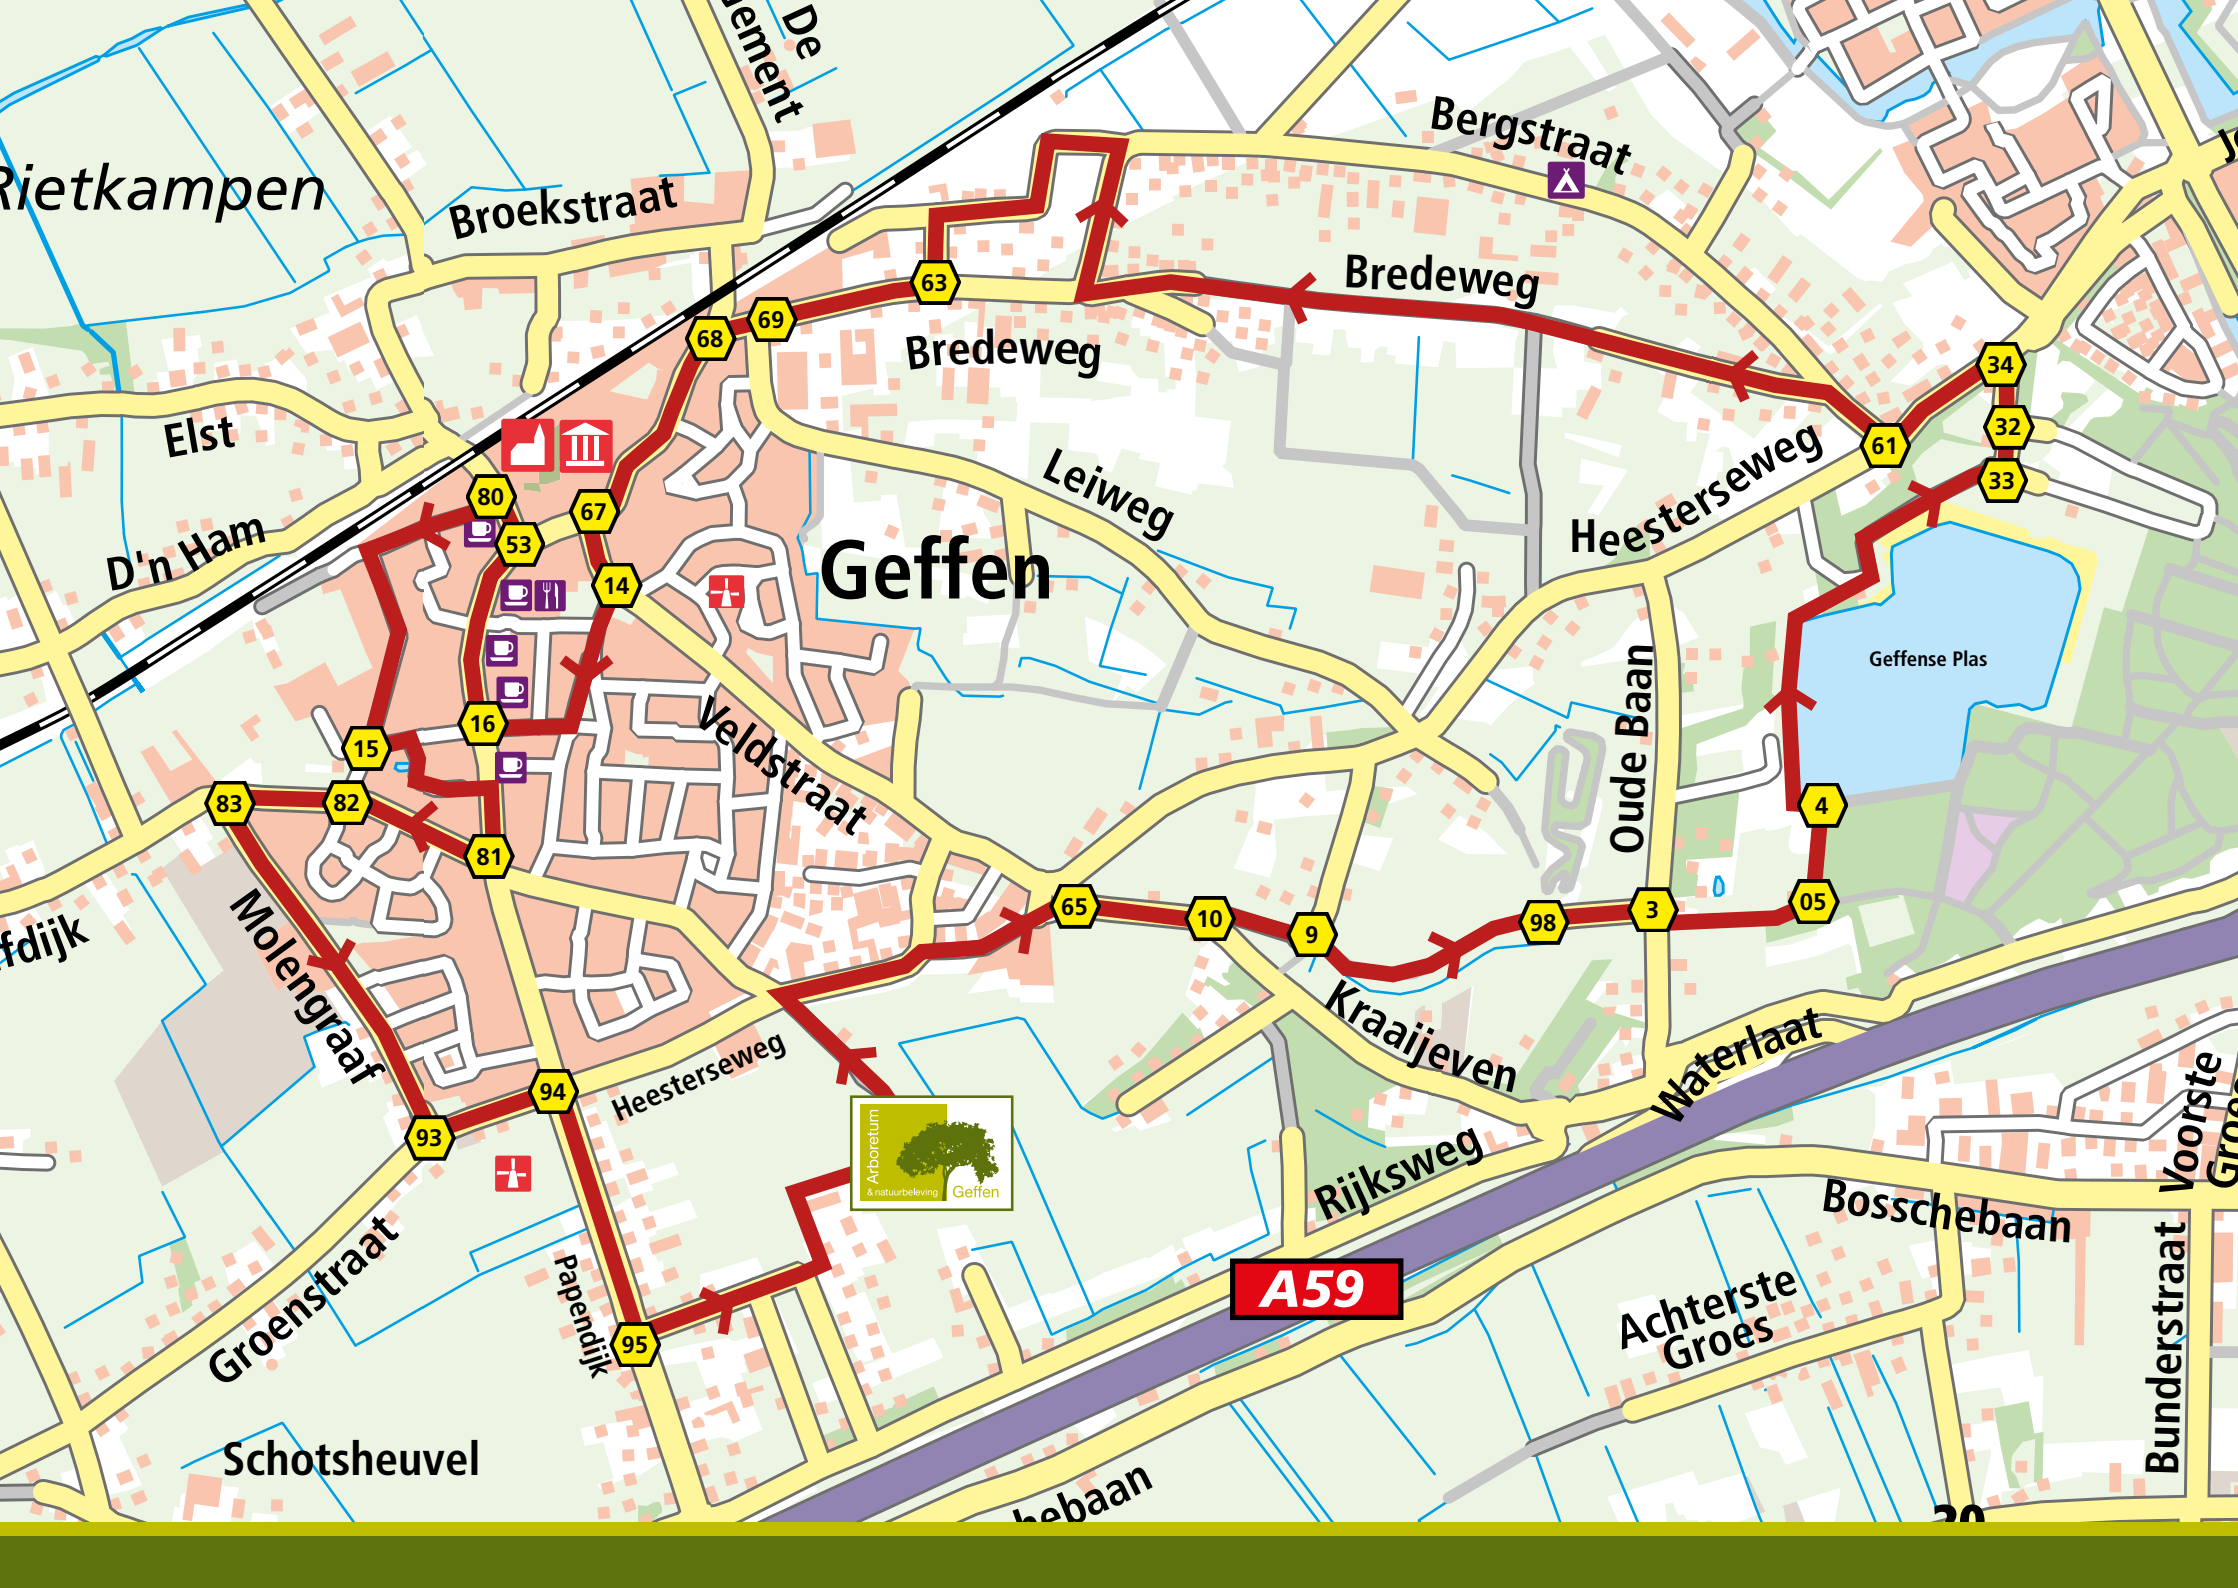 De
Rietkampen
Broekstraat
Bergstraat
Bredeweg
63
69
68
Bredeweg
34
32
61
33
Elst
80
67
53
Leiweg
Heesterseweg
D'n Ham
Geffen
14
Geffense Plas
Oude Baan
16
15
Veldstraat
83
82
4
81
65
10
9
98
3
05
Molengraaf
Kraaijeven
Waterlaat
Heesterseweg
94
93
Arboretum
& natuurbeleving
Geffen
Rijksweg
Voorste
Bosschebaan
Groenstraat
Papendijk
95
A59
Achterste
Groes
Bunderstraat
Schotsheuvel